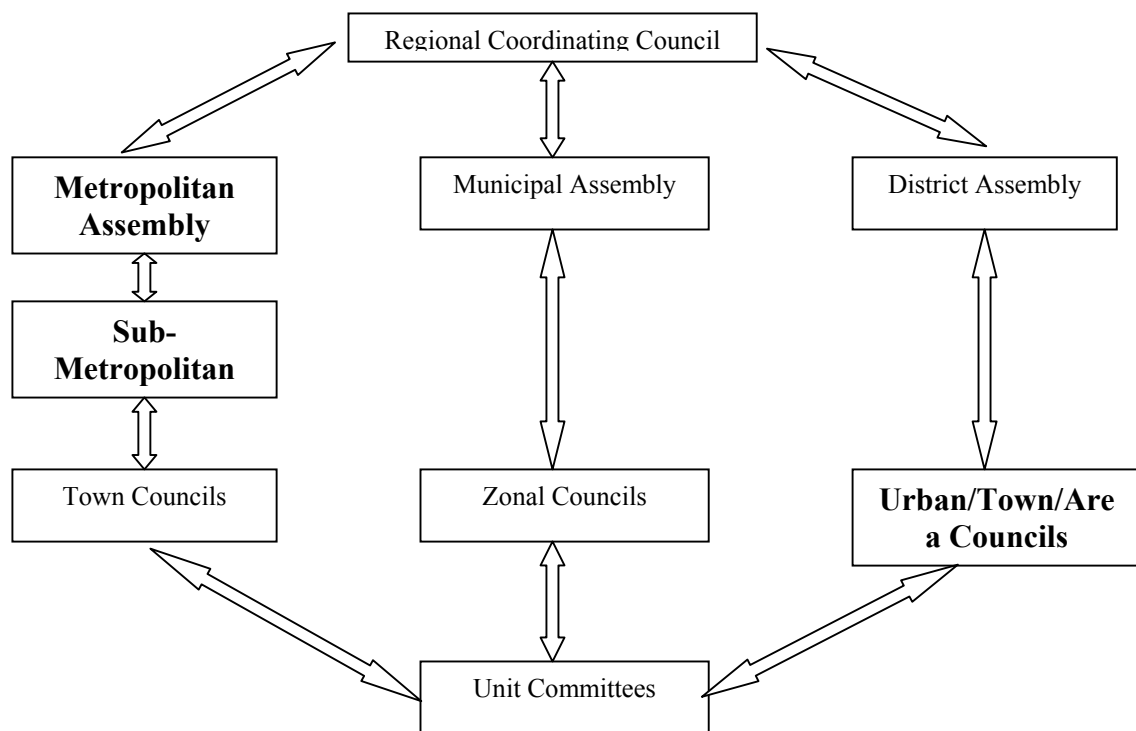 Regional Coordinating Council
Metropolitan
Assembly
Municipal Assembly
District Assembly
Sub-
Metropolitan
Town Councils
Zonal Councils
Urban/Town/Are
a Councils
Unit Committees